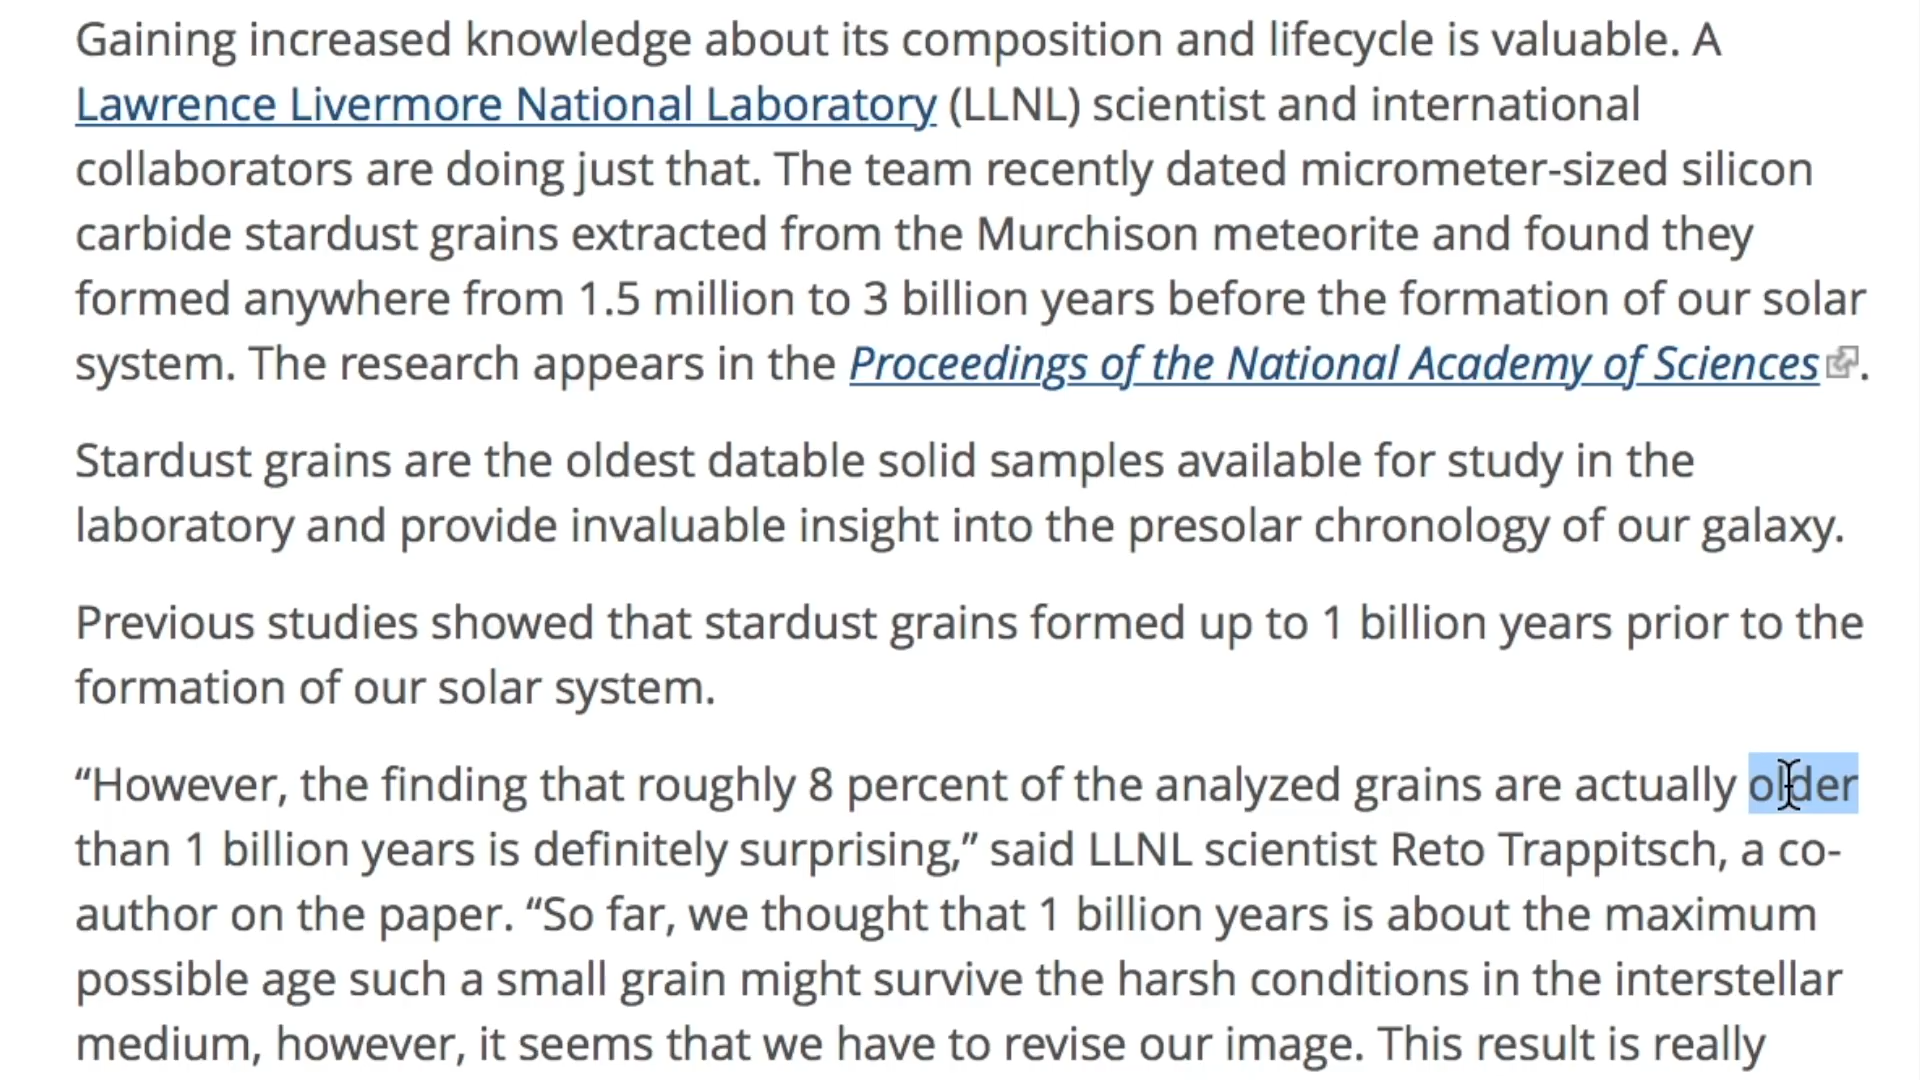 Gaining increased knowledge about its composition and lifecycle is valuable. A
Lawrence Livermore National Laboratory (LLNL) scientist and international
collaborators are doing just that. The team recently dated micrometer-sized silicon
carbide stardust grains extracted from the Murchison meteorite and found they
formed anywhere from 1.5 million to 3 billion years before the formation of our solar
system. The research appears in the Proceedings of the National Academy of Sciences.
Stardust grains are the oldest datable solid samples available for study in the
laboratory and provide invaluable insight into the presolar chronology of our galaxy.
Previous studies showed that stardust grains formed up to 1 billion years prior to the
formation of our solar system.
“However, the finding that roughly 8 percent of the analyzed grains are actually older
than 1 billion years is definitely surprising,” said LLNL scientist Reto Trappitsch, a co-
author on the paper. “So far, we thought that 1 billion years is about the maximum
possible age such a small grain might survive the harsh conditions in the interstellar
medium, however, it seems that we have to revise our image. This result is really